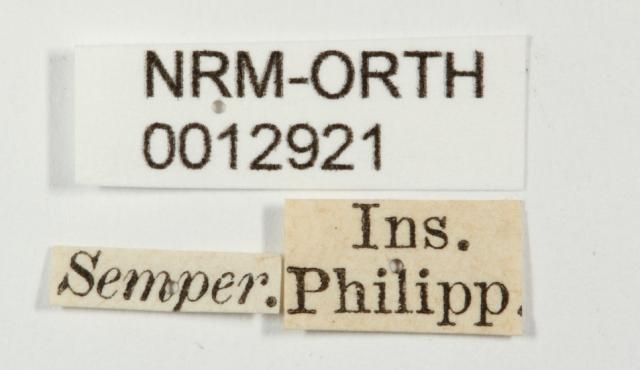 NRM-ORTH
0012921
Semper.
Ins.
Philipp.